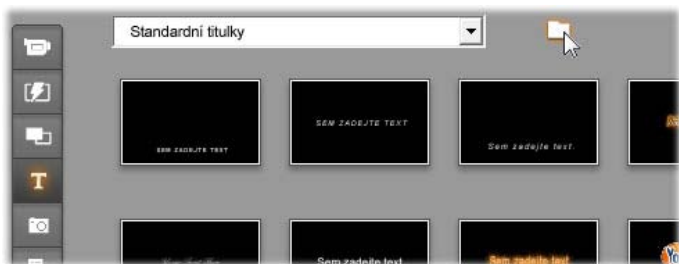 Standardní titulky
T
SEM ZADEJTE TEXT
SEM ZADEJTE TEXT
Sem zadejte text.
Sem zadejte text
Sem zadejte text